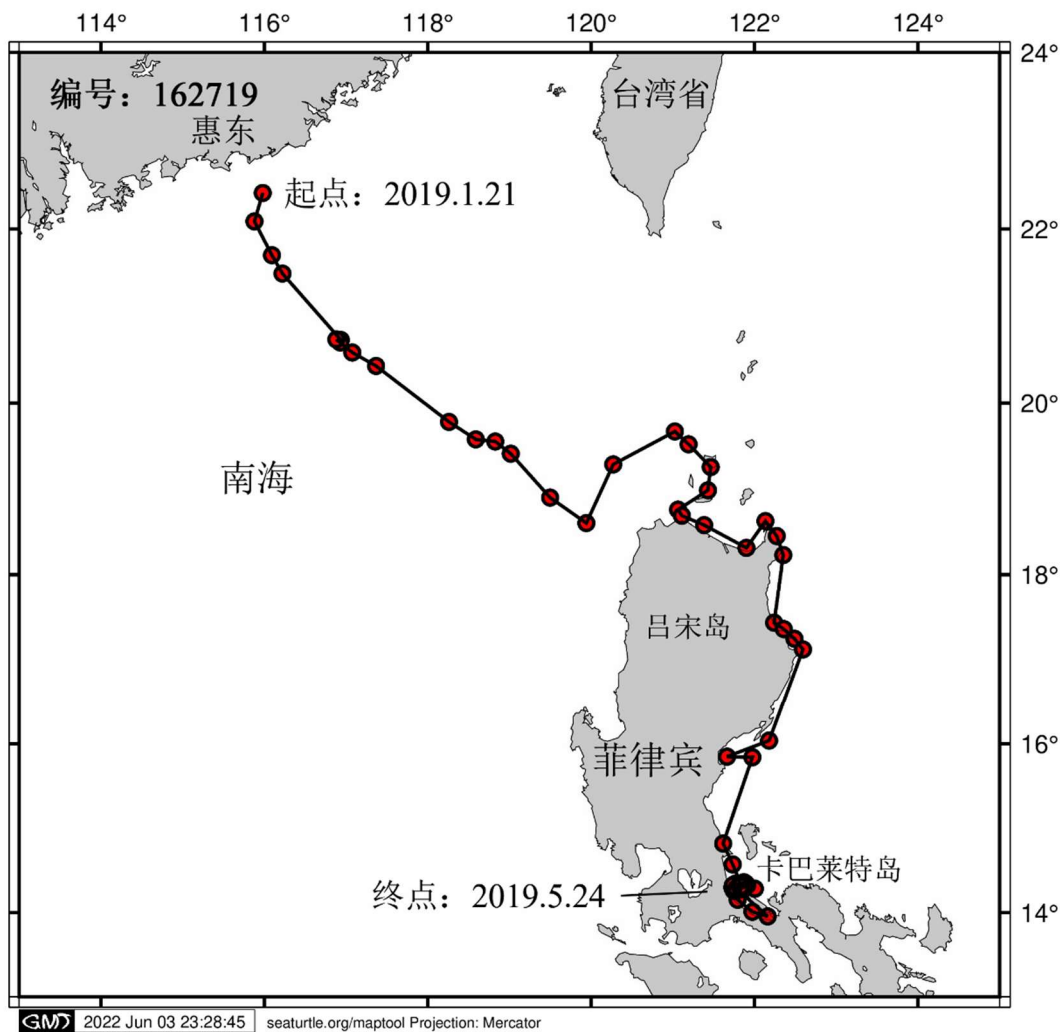 114° 116° 118° 120° 122° 124°
24°
编号：162719
台湾省
惠东
起点：2019.1.21
22°
20°
南海
18°
吕宋岛
16°
菲律宾
卡巴莱特岛
终点：2019.5.24
14°
GMT 2022 Jun 03 23:28:45 seaturtle.org/maptool Projection: Mercator